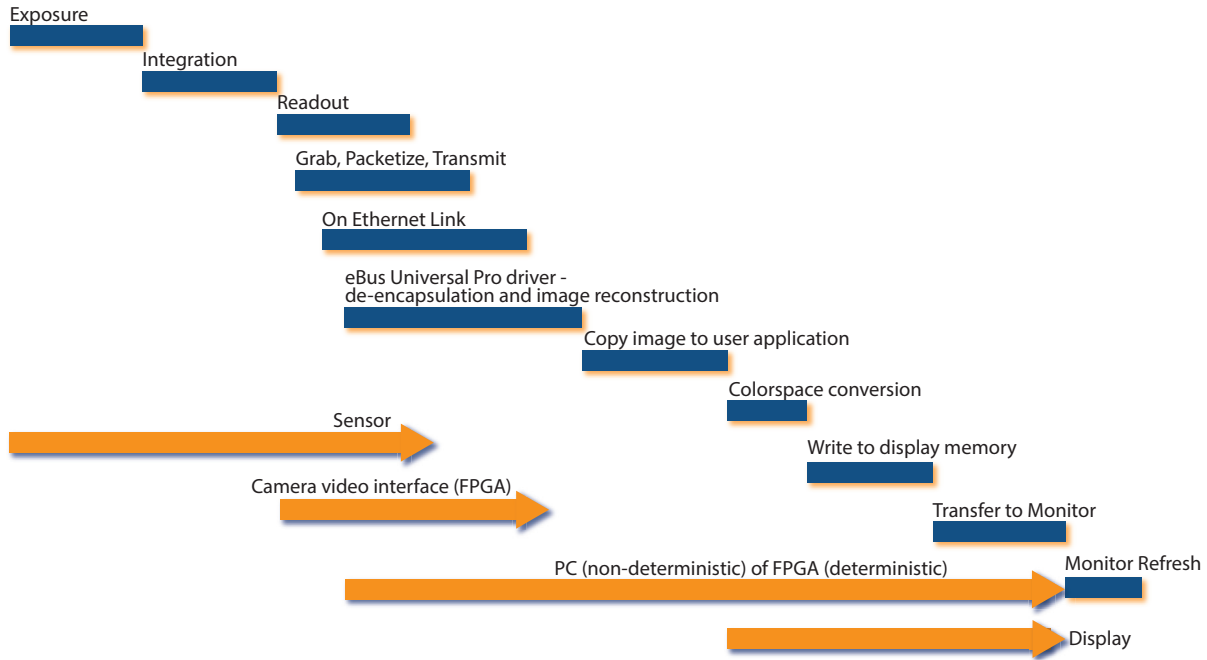 Exposure
Integration
Readout
Grab, Packetize, Transmit
On Ethernet Link
eBus Universal Pro driver -
de-encapsulation and image reconstruction
Copy image to user application
Colorspace conversion
Sensor
Write to display memory
Camera video interface (FPGA)
Transfer to Monitor
PC (non-deterministic) of FPGA (deterministic)
Monitor Refresh
Display